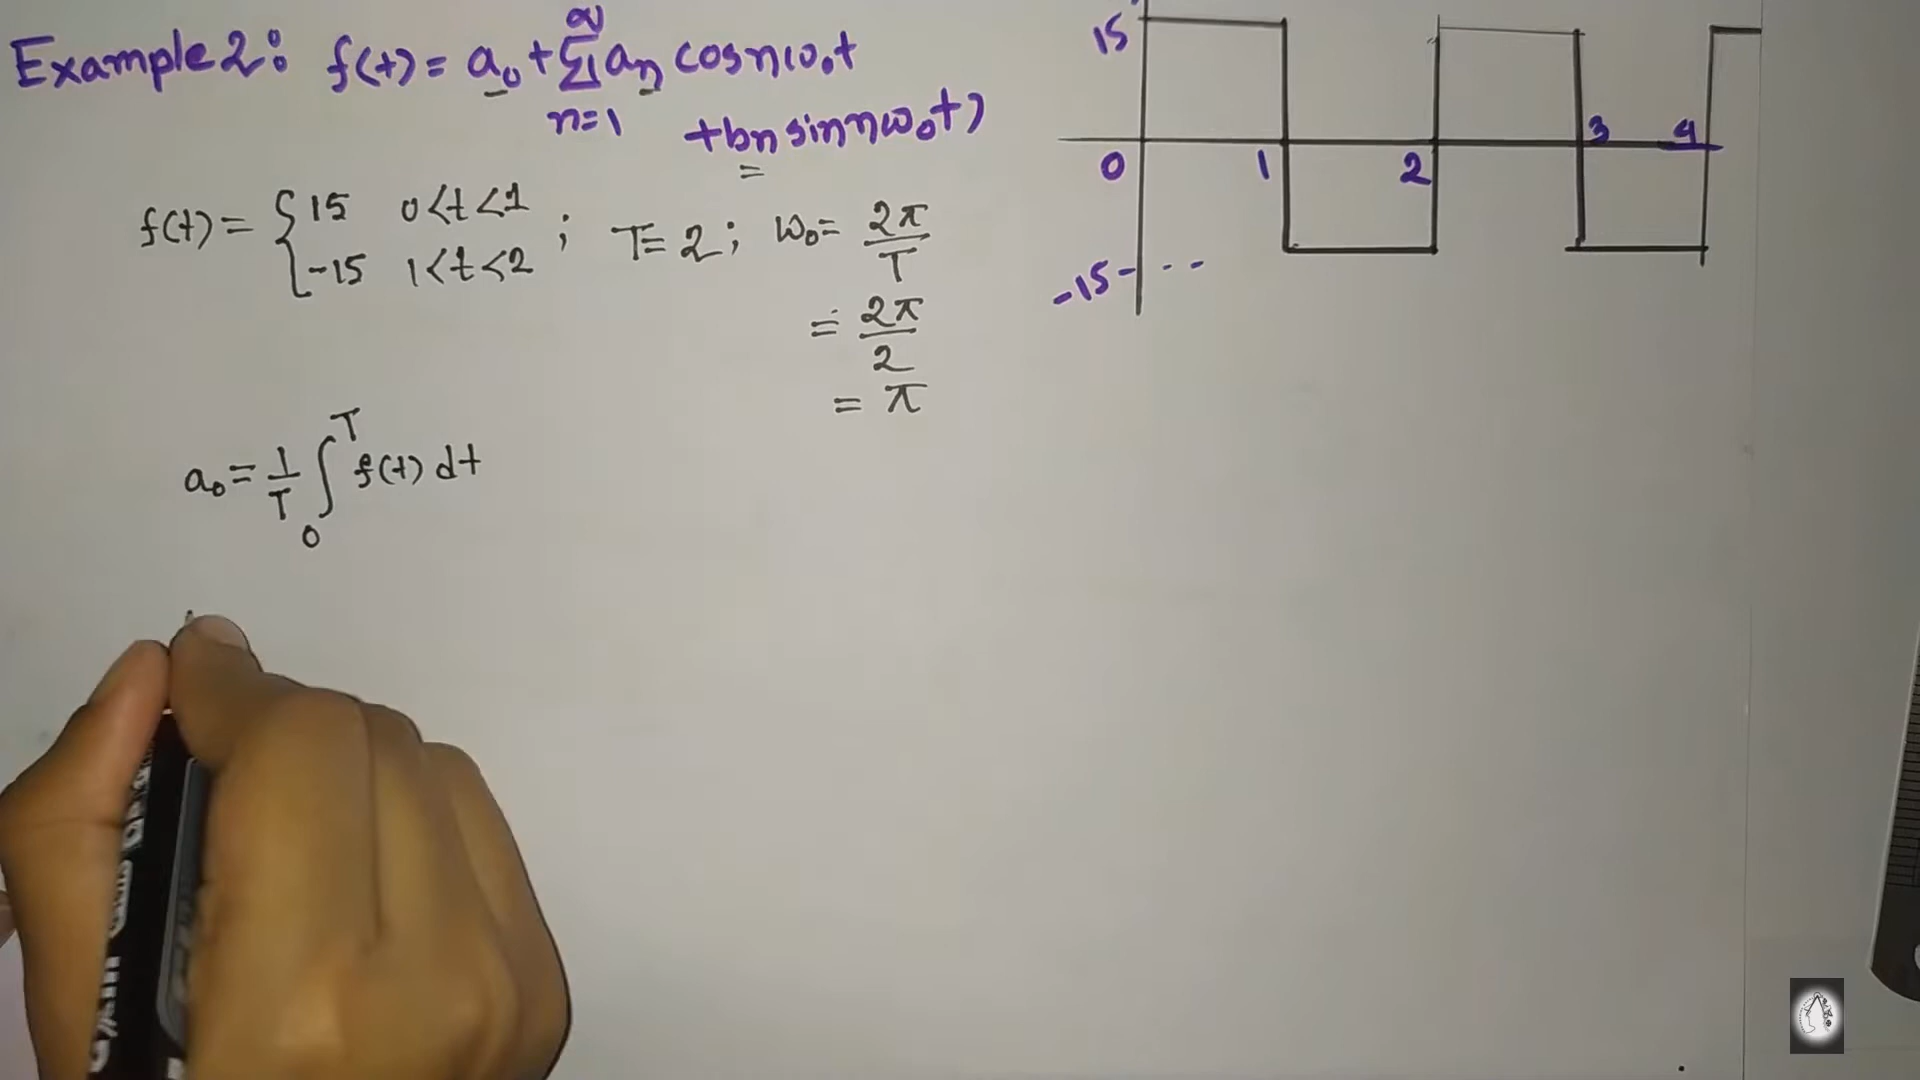 Example 2: f(t) = a₀ + ∑ aₙ cos nω₀t
∞
n=1
+ bₙ sin nω₀t)
f(t) = { 15 0<t<1
-15 1<t<2 ; T=2; ω₀ = 2π/T
= 2π/2
= π
a₀ = 1/T ∫₀ᵀ f(t) dt
15
0 1 2 3 4
-15